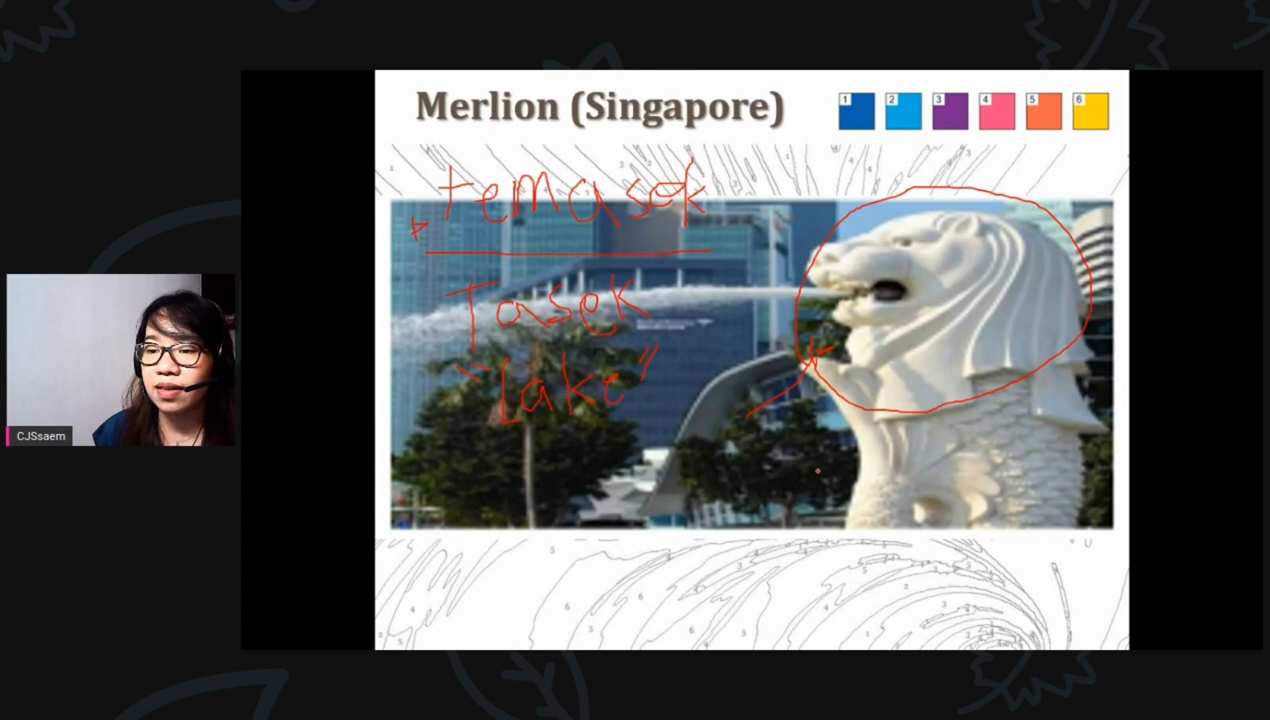 Merlion (Singapore)
1 2 3 4 5 6
temasek
Tasek
"Lake"
CJSsaem